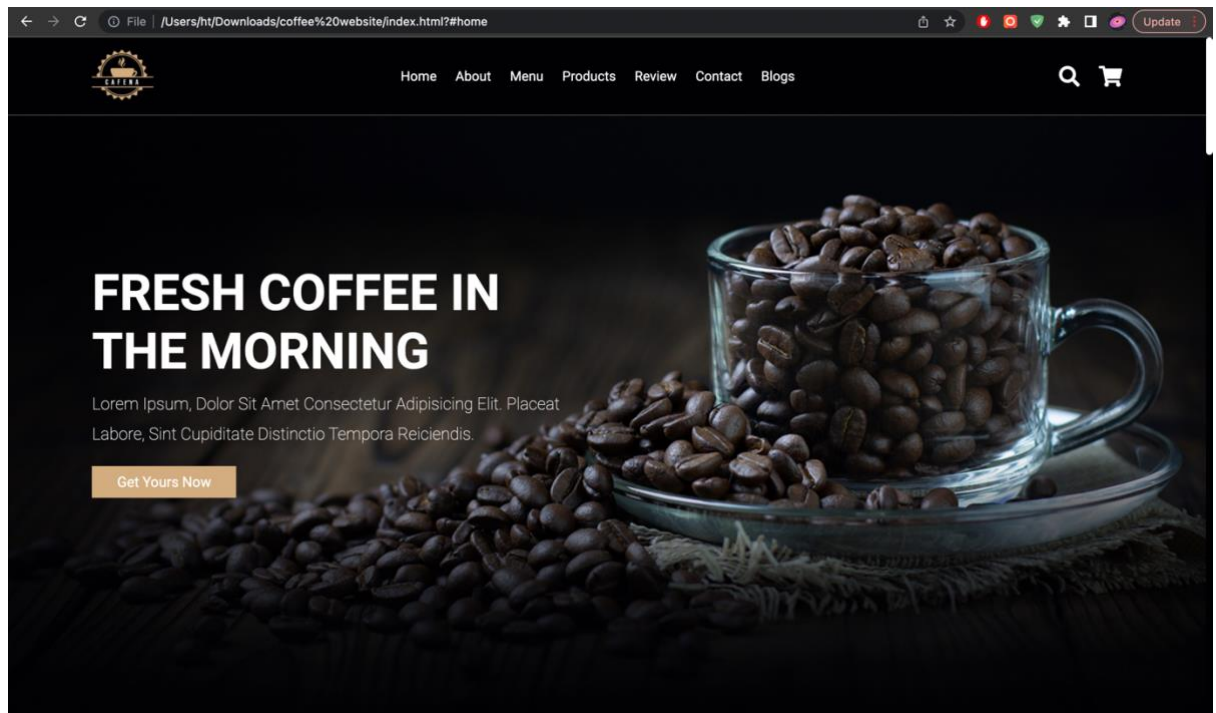 File | /Users/ht/Downloads/coffee%20website/index.html?#home
Update
CAFENA
Home About Menu Products Review Contact Blogs
FRESH COFFEE IN
THE MORNING
Lorem Ipsum, Dolor Sit Amet Consectetur Adipisicing Elit. Placeat
Labore, Sint Cupiditate Distinctio Tempora Reiciendis.
Get Yours Now